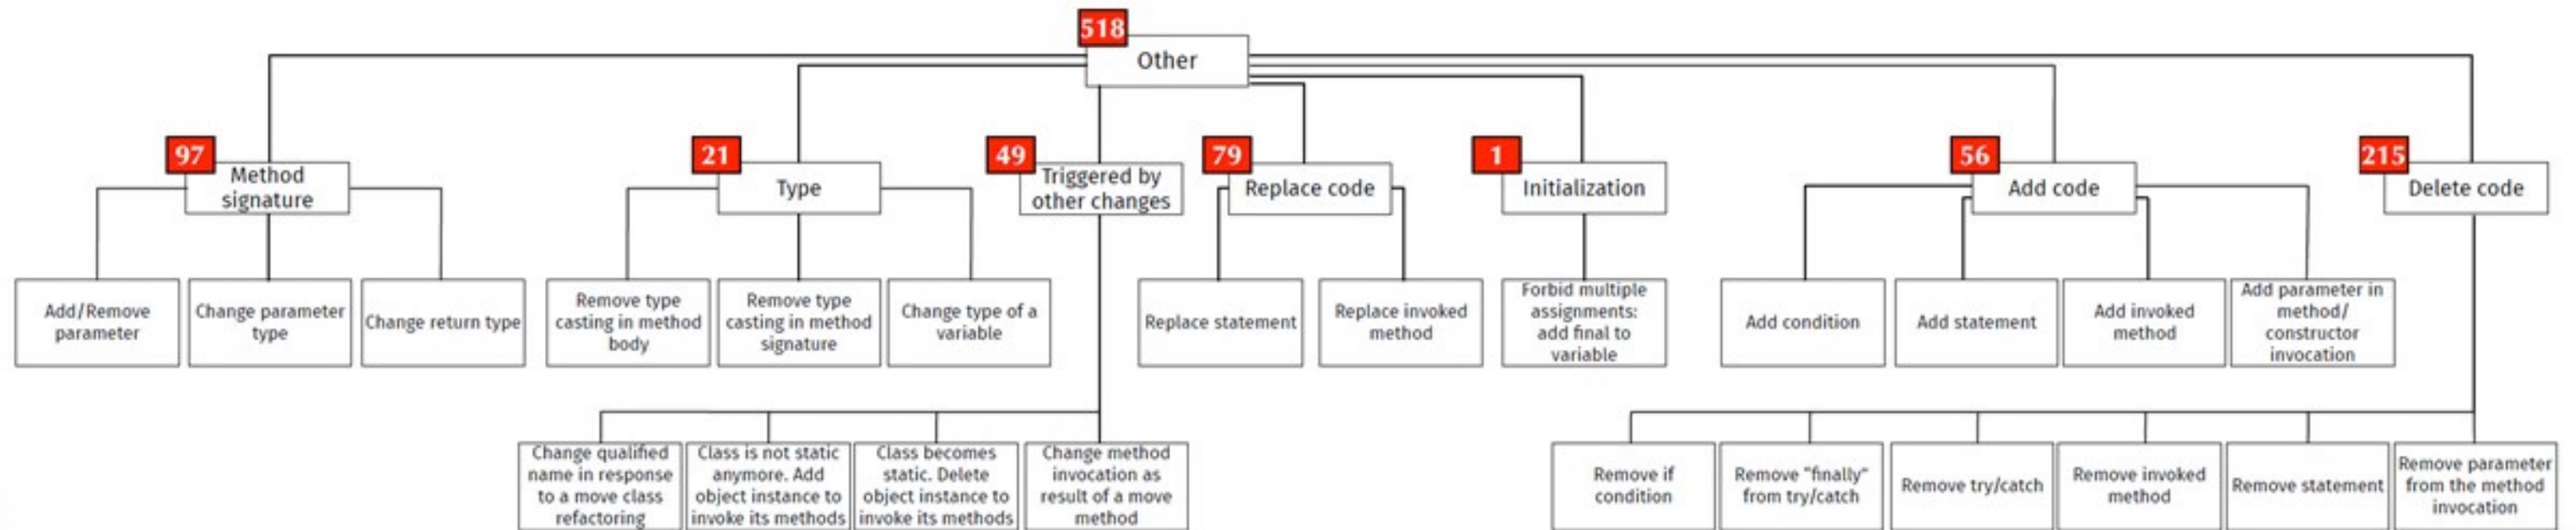 518
Other
97
Method
signature
21
Type
49
Triggered by
other changes
79
Replace code
1
Initialization
56
Add code
215
Delete code
Add/Remove
parameter
Change parameter
type
Change return type
Remove type
casting in method
body
Remove type
casting in method
signature
Change type of a
variable
Replace statement
Replace invoked
method
Forbid multiple
assignments:
add final to
variable
Add condition
Add statement
Add invoked
method
Add parameter in
method/
constructor
invocation
Change qualified
name in response
to a move class
refactoring
Class is not static
anymore. Add
object instance to
invoke its methods
Class becomes
static. Delete
object instance to
invoke its methods
Change method
invocation as
result of a move
method
Remove if
condition
Remove "finally"
from try/catch
Remove try/catch
Remove invoked
method
Remove statement
Remove parameter
from the method
invocation